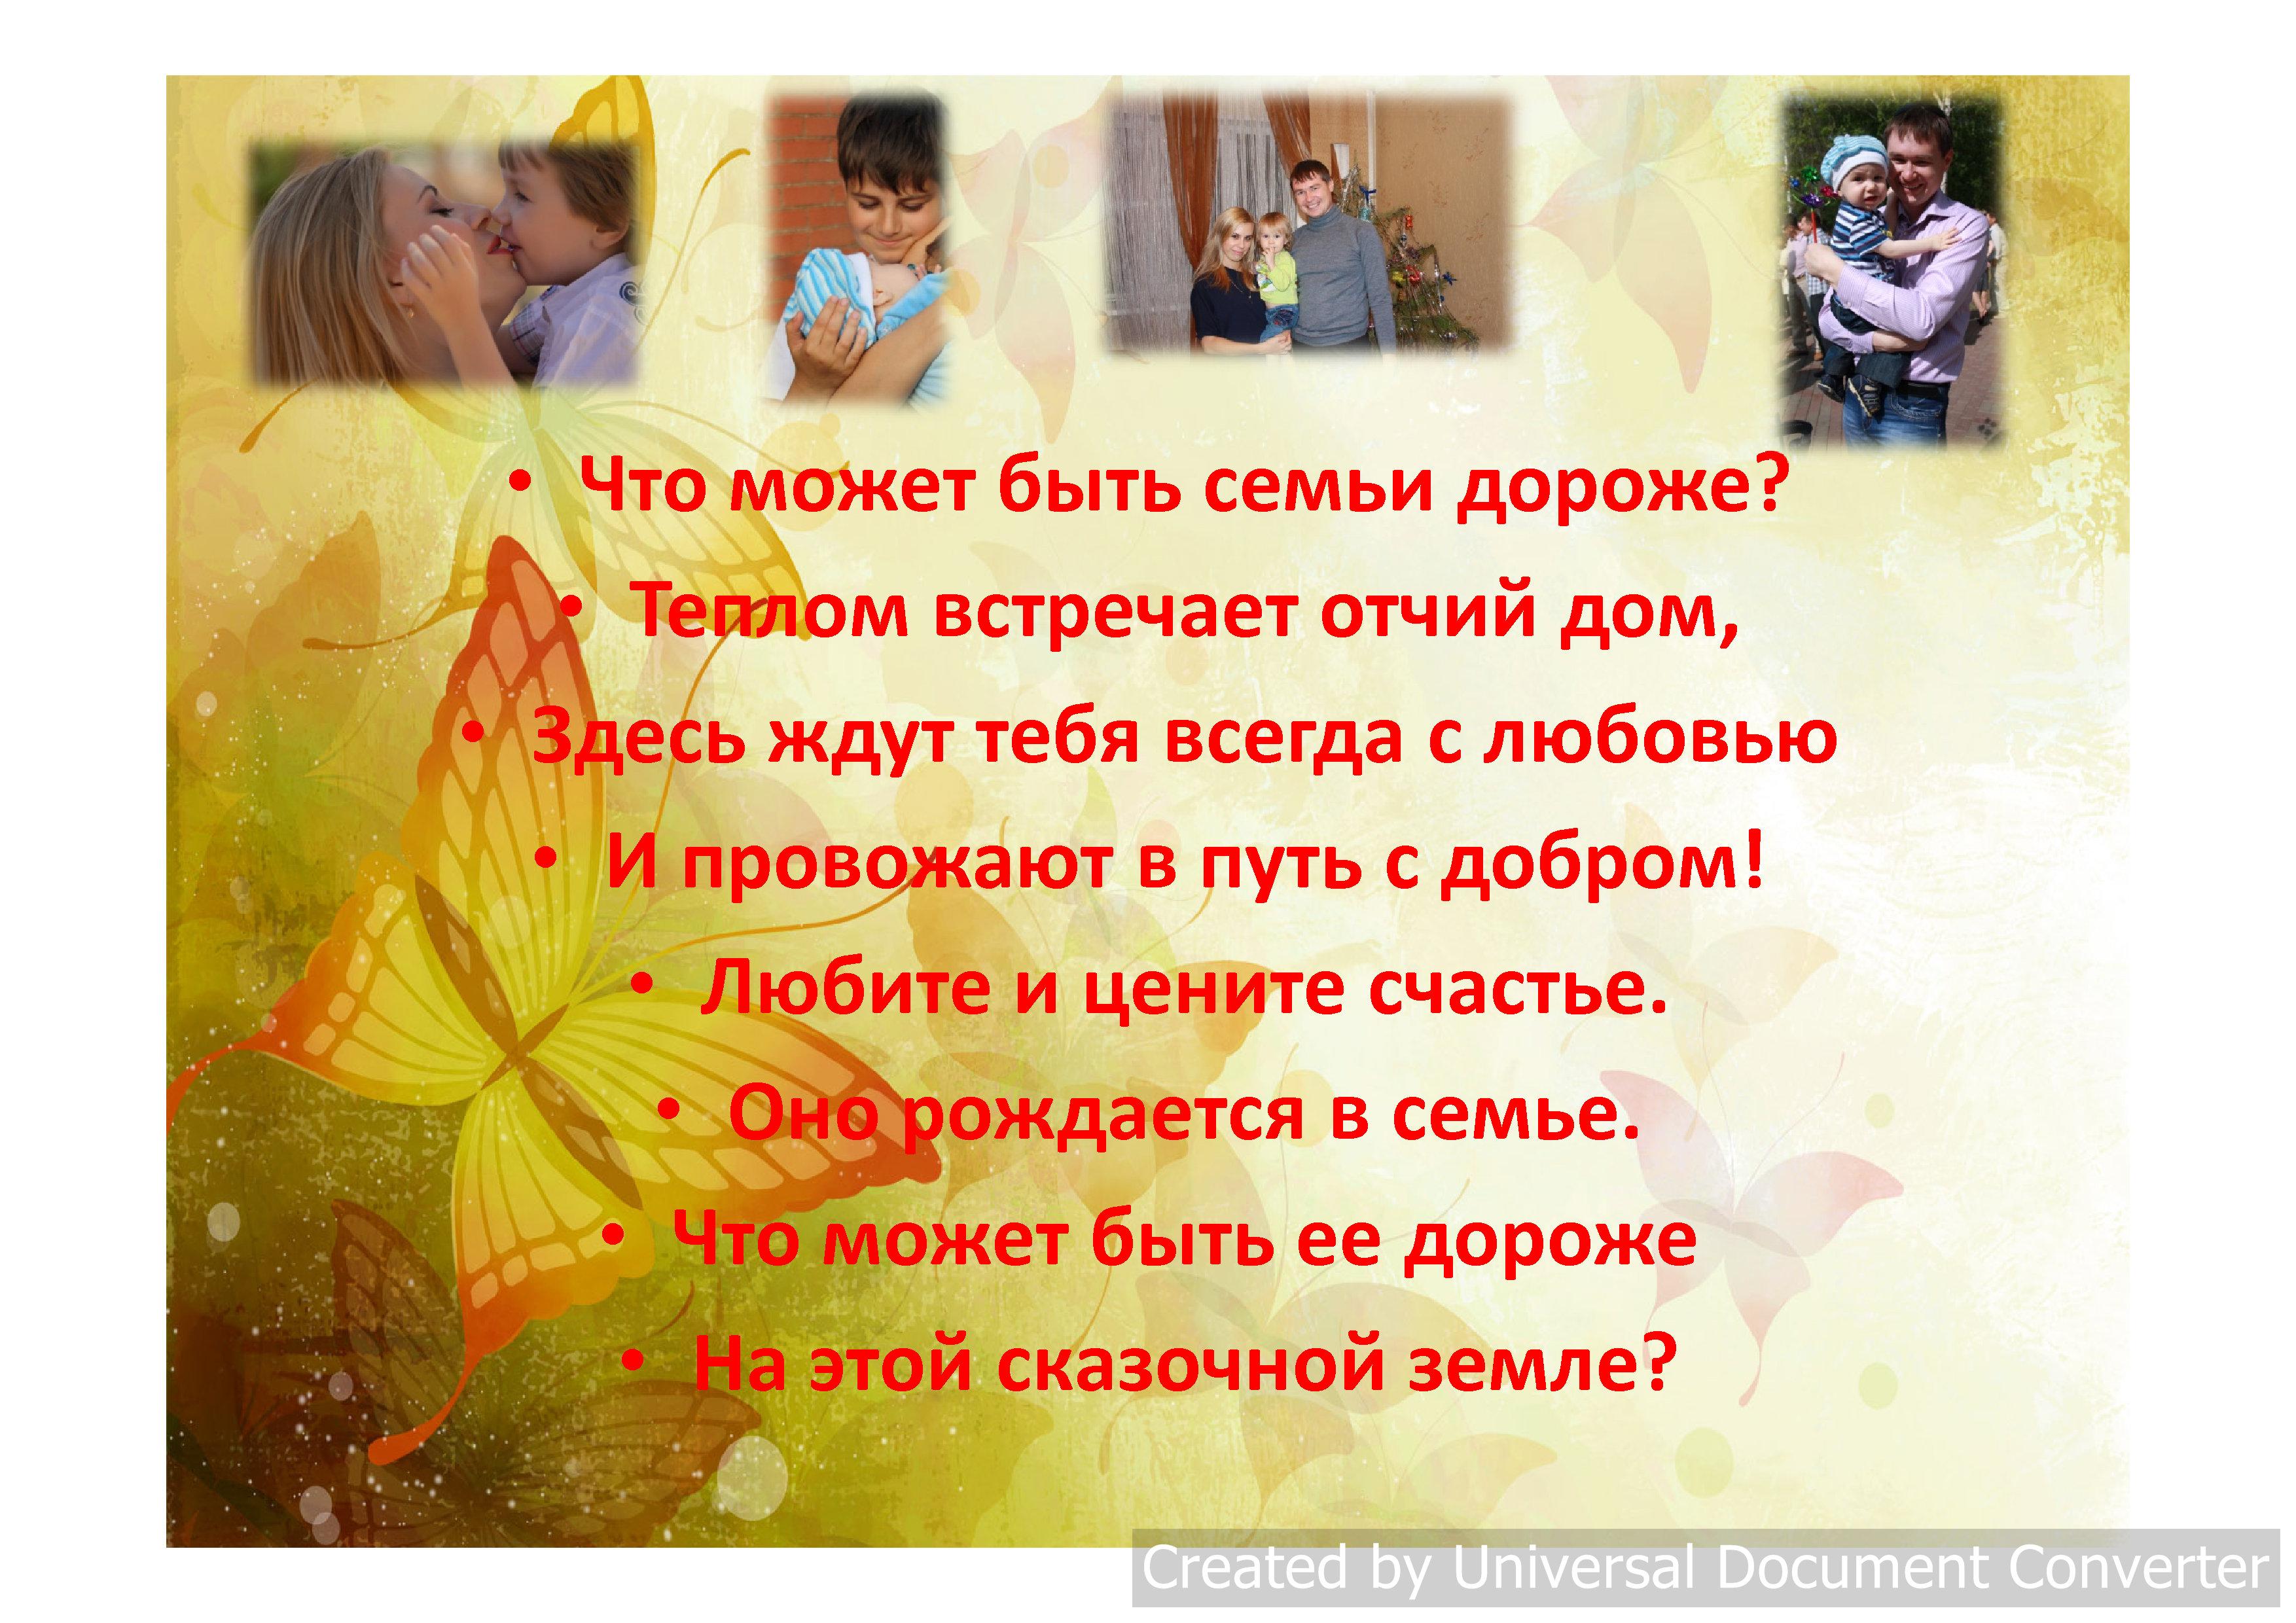 • Что может быть семьи дороже?
• Теплом встречает отчий дом,
• Здесь ждут тебя всегда с любовью
• И провожают в путь с добром!
• Любите и цените счастье.
• Оно рождается в семье.
• Что может быть ее дороже
• На этой сказочной земле?
Created by Universal Document Converter